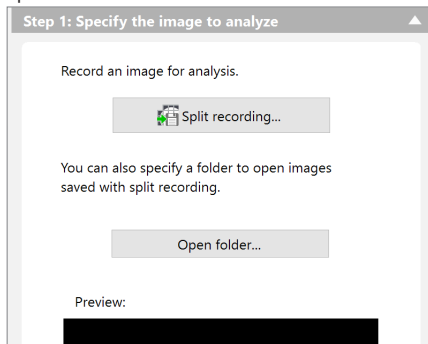 Step 1: Specify the image to analyze
Record an image for analysis.
Split recording...
You can also specify a folder to open images
saved with split recording.
Open folder...
Preview: